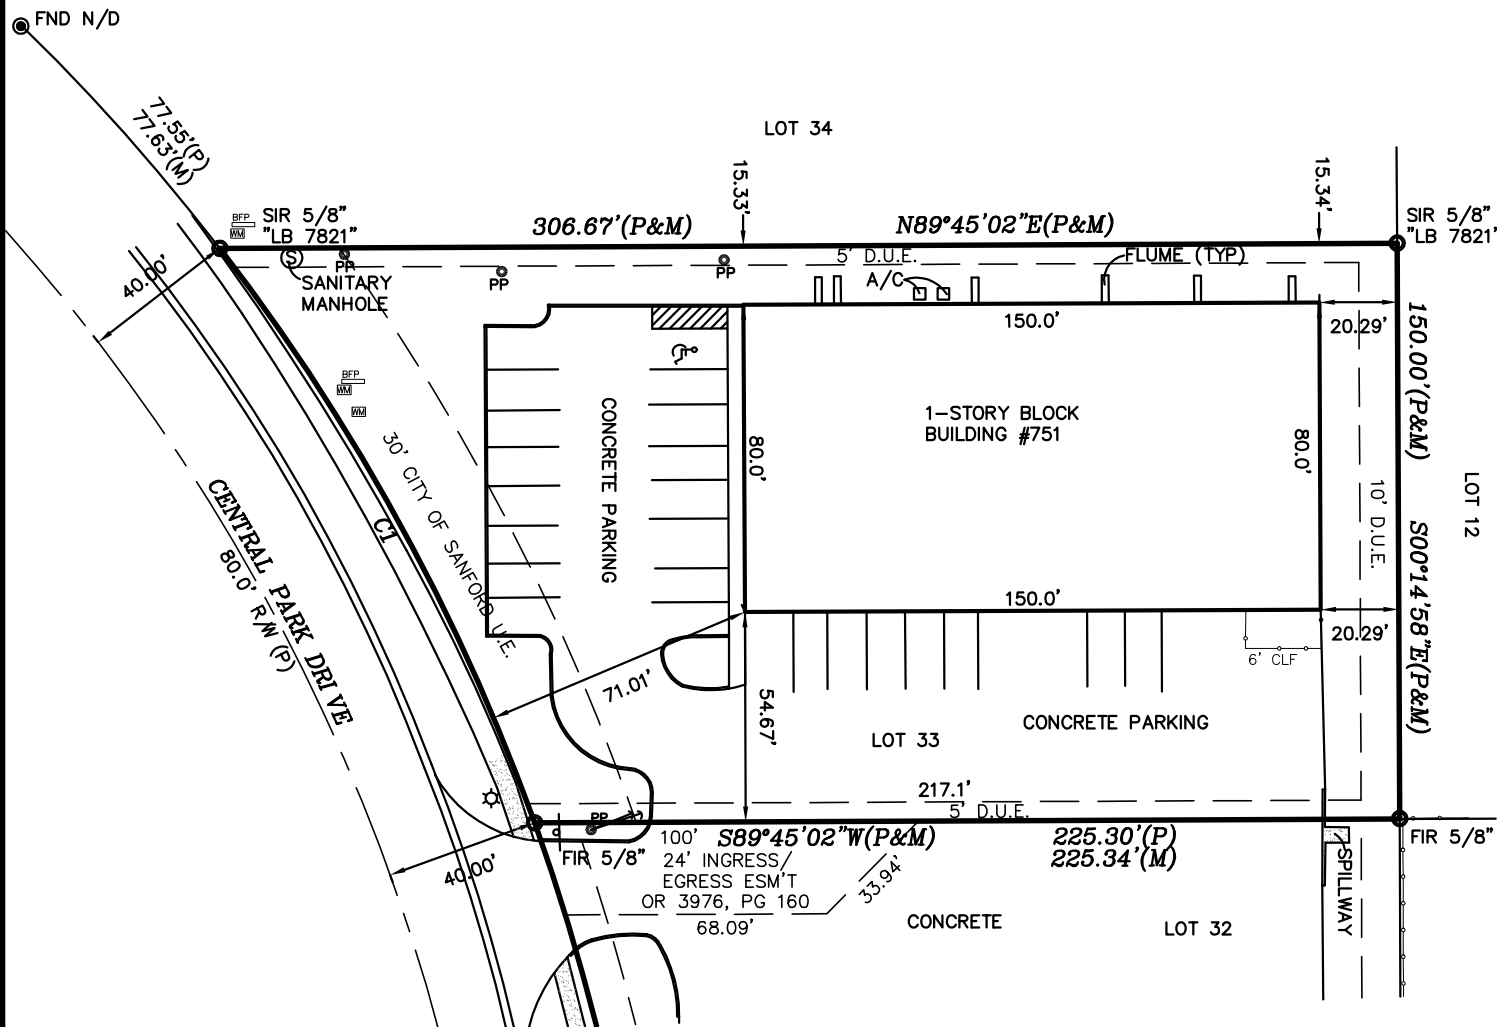 FND N/D
77.55'(P)
77.63'(M)
LOT 34
15.33'
15.34'
BFP
WM
SIR 5/8"
"LB 7821"
306.67'(P&M)
N89°45'02"E(P&M)
SIR 5/8"
"LB 7821'
40.00'
S
PP
SANITARY
MANHOLE
PP
PP
5' D.U.E.
A/C
FLUME (TYP)
150.0'
20.29'
150.00'(P&M)
S00°14'58"E(P&M)
BFP
WM
WM
CONCRETE PARKING
1-STORY BLOCK
BUILDING #751
80.0'
80.0'
10' D.U.E.
LOT 12
30' CITY OF SANFORD U.E.
C1
CENTRAL PARK DRIVE
80.0' R/W (P)
150.0'
20.29'
6' CLF
71.01'
54.67'
LOT 33
CONCRETE PARKING
217.1'
5' D.U.E.
PP
FIR 5/8"
100'
S89°45'02"W(P&M)
225.30'(P)
225.34'(M)
FIR 5/8"
40.00'
24' INGRESS/
EGRESS ESM'T
OR 3976, PG 160
68.09'
33.94'
CONCRETE
LOT 32
SPILLWAY